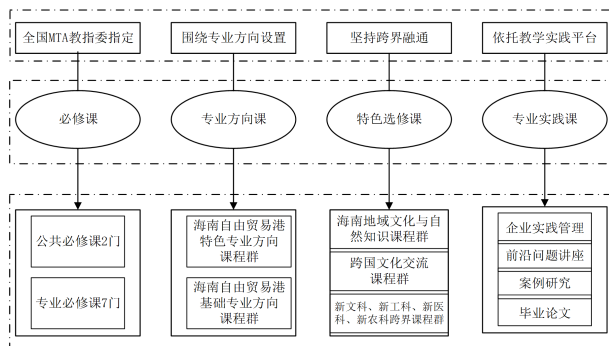 全国MTA教指委指定
围绕专业方向设置
坚持跨界融通
依托教学实践平台
必修课
专业方向课
特色选修课
专业实践课
公共必修课2门
专业必修课7门
海南自由贸易港
特色专业方向
课程群
海南自由贸易港
基础专业方向
课程群
海南地域文化与自
然知识课程群
跨国文化交流
课程群
新文科、新工科、新医
科、新农科跨界课程群
企业实践管理
前沿问题讲座
案例研究
毕业论文